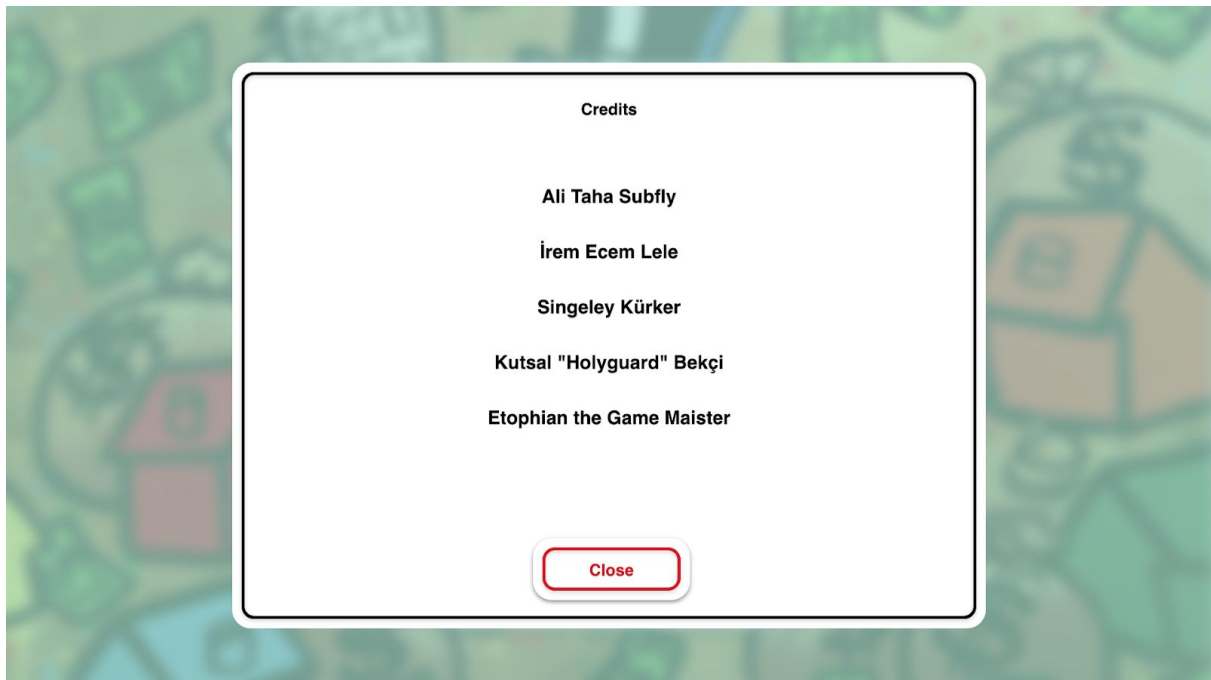 Credits
Ali Taha Subfly
İrem Ecem Lele
Singeley Kürker
Kutsal "Holyguard" Bekçi
Etophian the Game Maister
Close